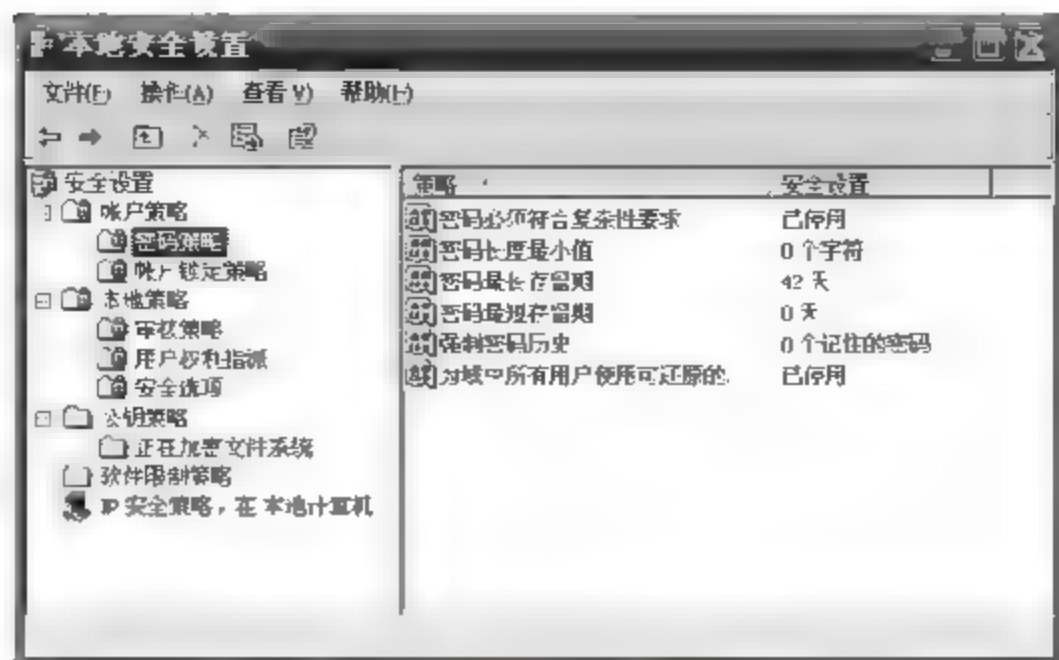 本地安全设置
文件(F) 操作(A) 查看(V) 帮助(H)
安全设置
帐户策略
密码策略
帐户锁定策略
本地策略
审核策略
用户权利指派
安全选项
公钥策略
正在加密文件系统
软件限制策略
IP 安全策略，在 本地计算机
策略 安全设置
密码必须符合复杂性要求 已停用
密码长度最小值 0 个字符
密码最长存留期 42 天
密码最短存留期 0 天
强制密码历史 0 个记住的密码
为域中所有用户使用可还原的. 已停用